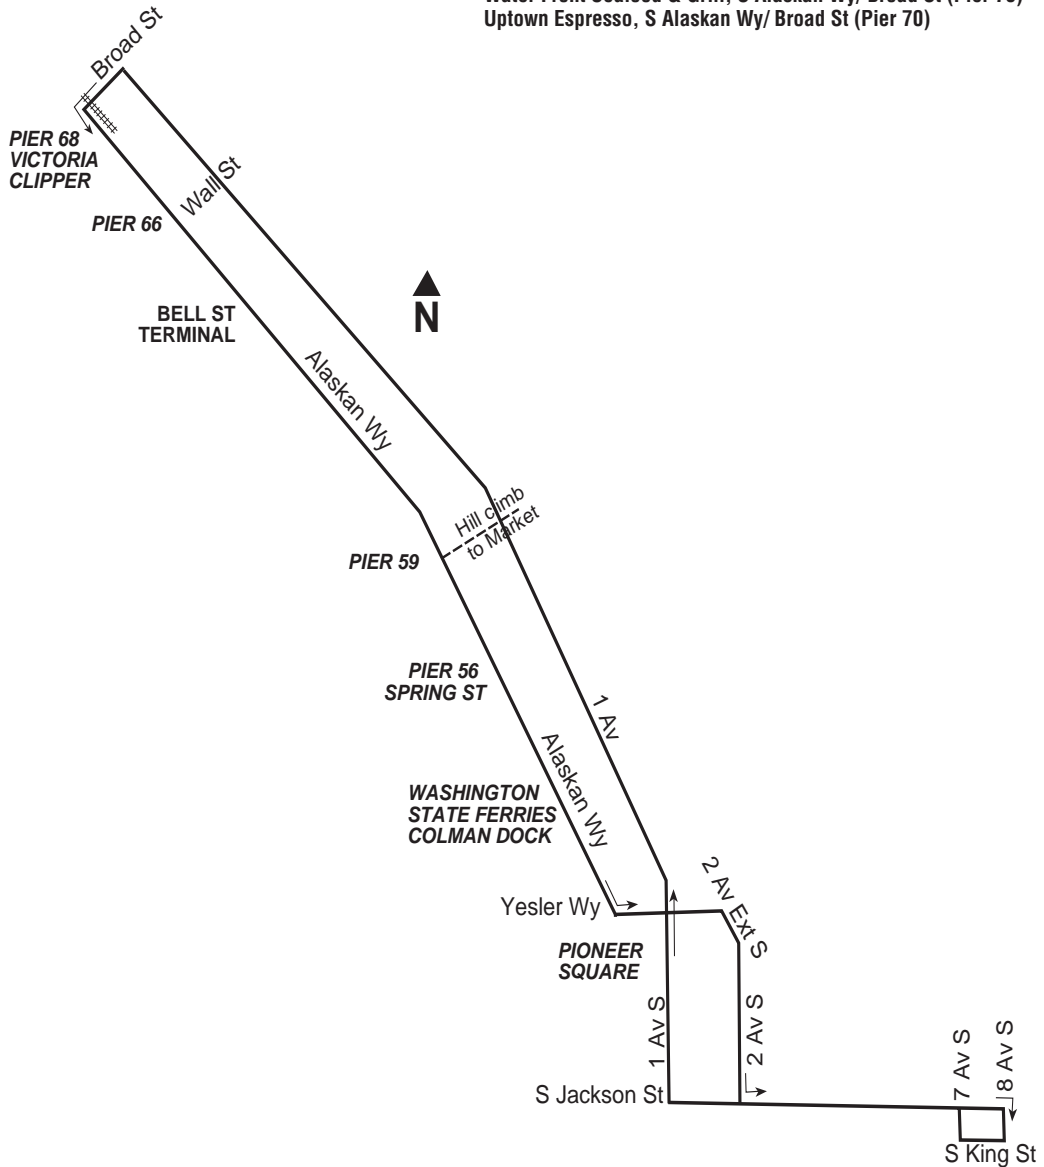 Uptown Espresso, S Alaskan Wy/ Broad St (Pier 70)
Broad St
PIER 68
VICTORIA
CLIPPER
Wall St
PIER 66
N
BELL ST
TERMINAL
Alaskan Wy
Hill climb
to Market
PIER 59
PIER 56
SPRING ST
1 Av
Alaskan Wy
WASHINGTON
STATE FERRIES
COLMAN DOCK
2 Av Ext S
Yesler Wy
PIONEER
SQUARE
1 Av S
2 Av S
7 Av S
8 Av S
S Jackson St
S King St